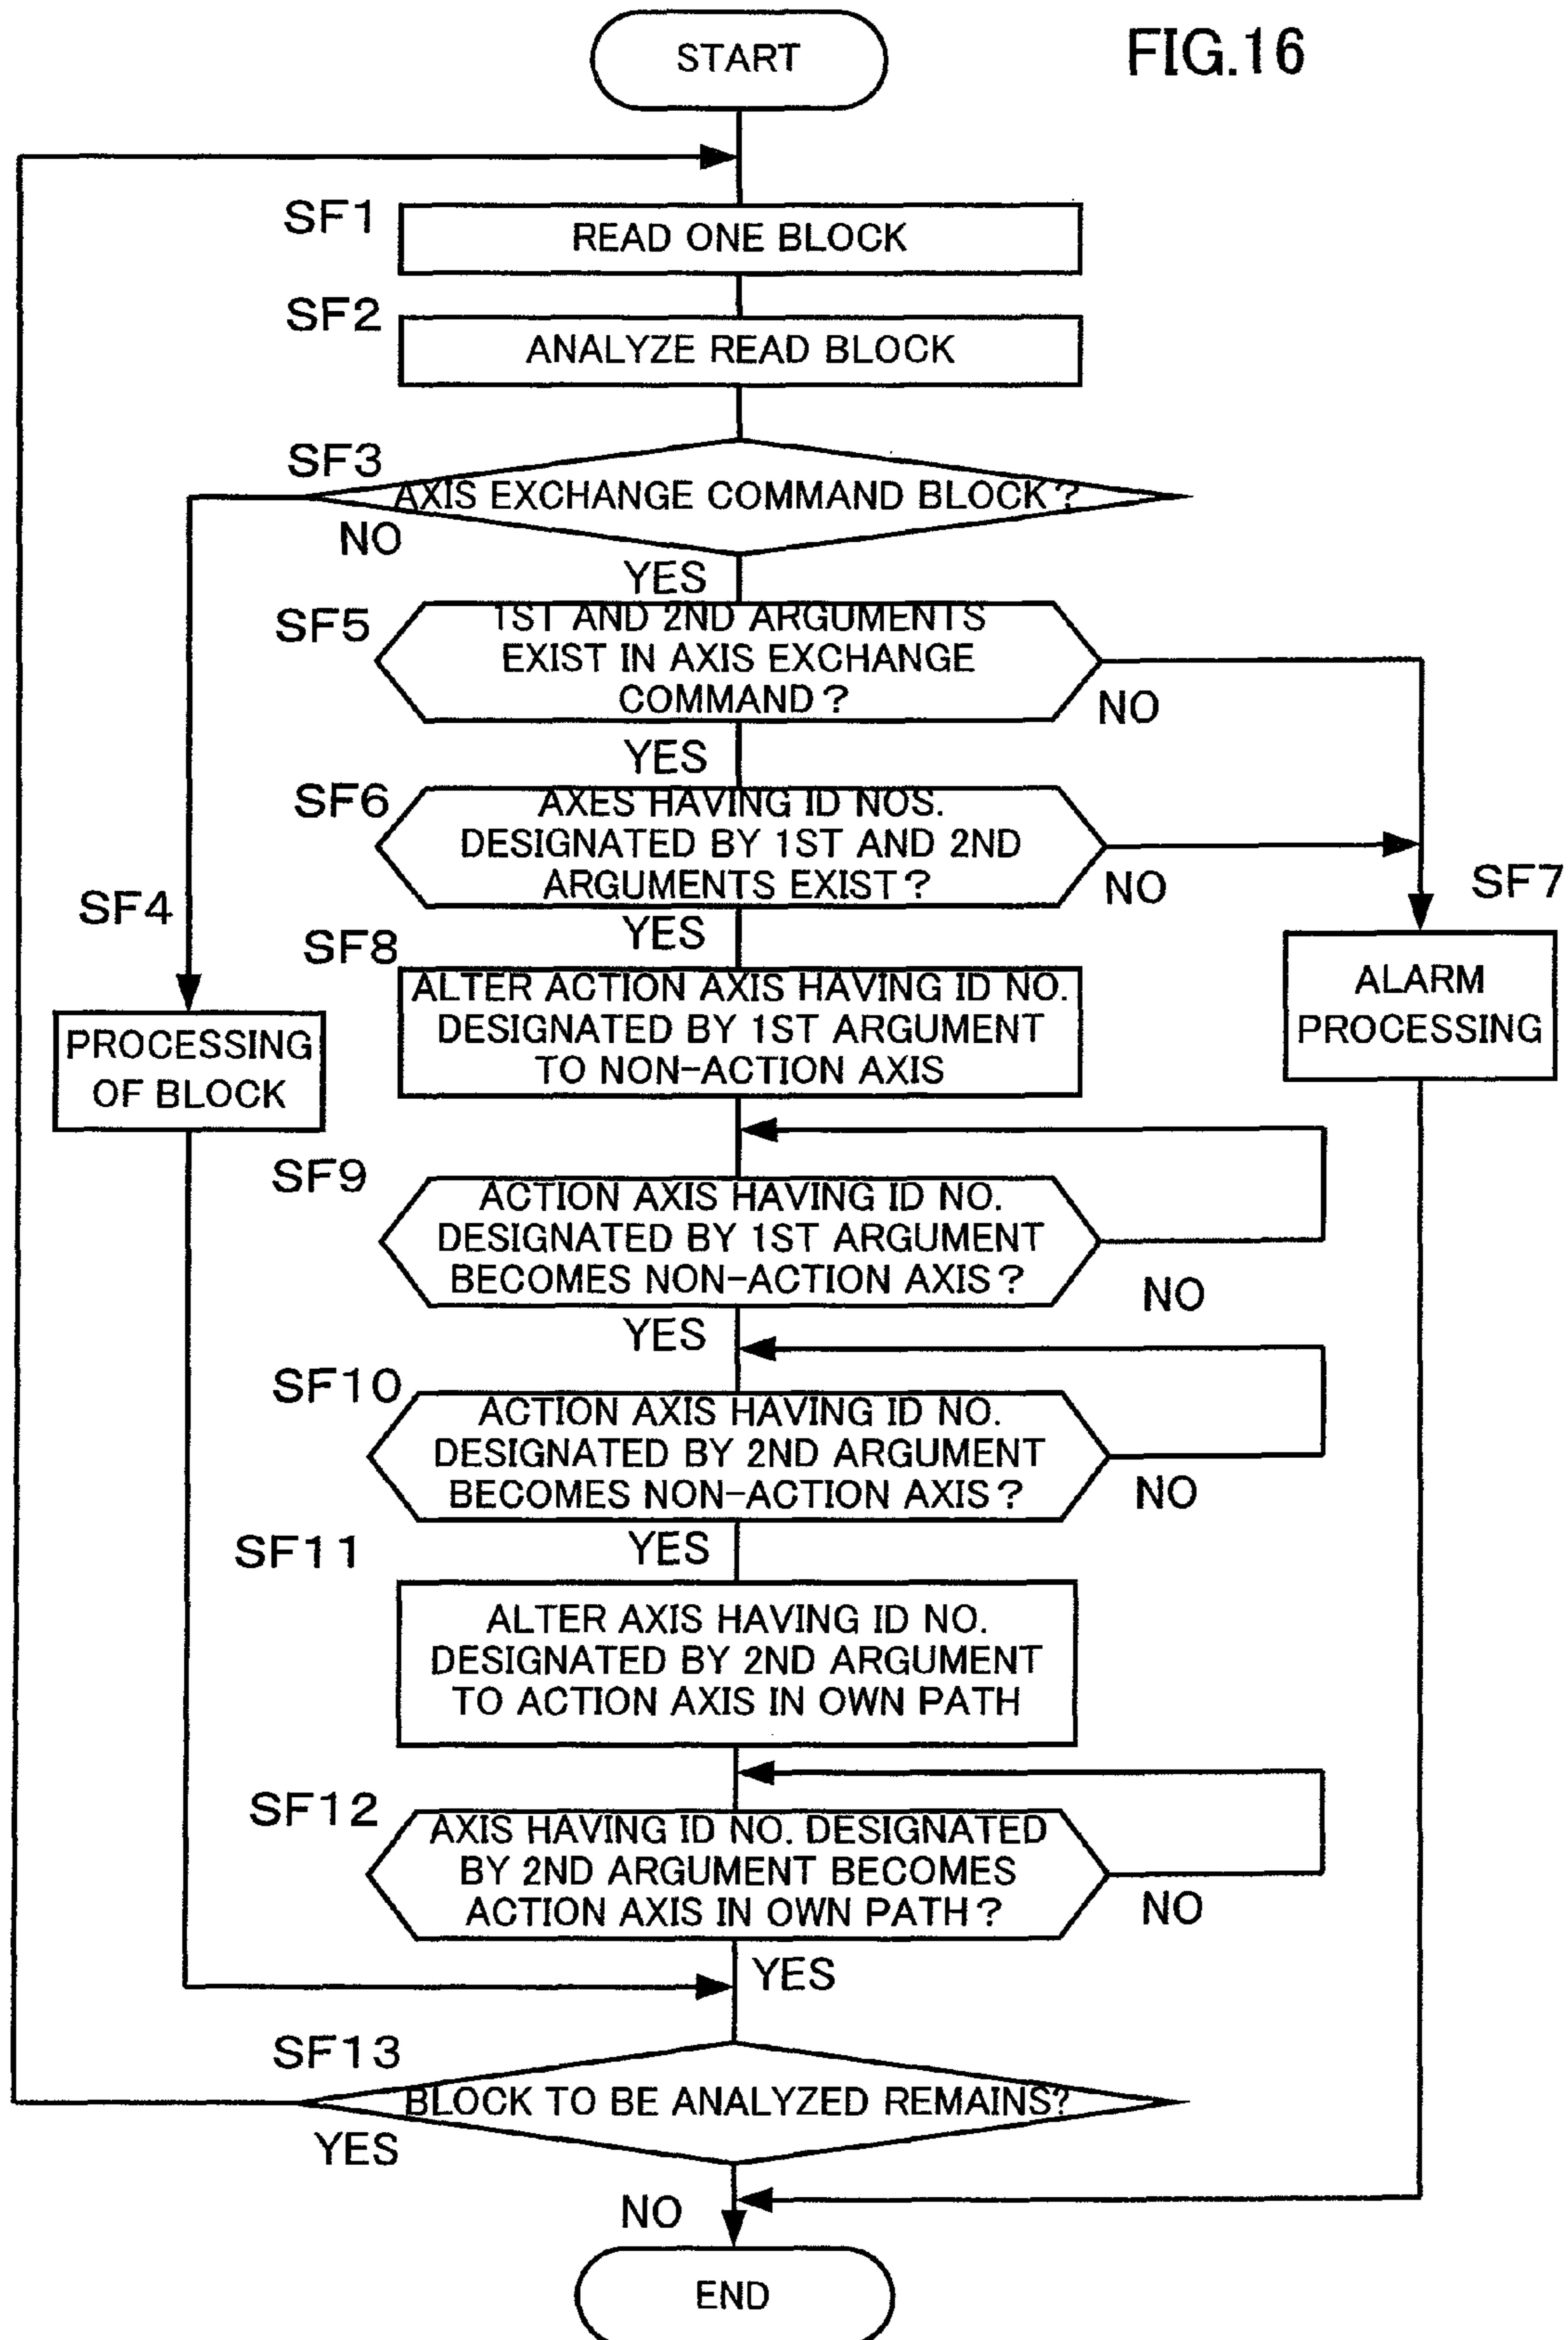 START
FIG.16
SF1
READ ONE BLOCK
SF2
ANALYZE READ BLOCK
SF3
AXIS EXCHANGE COMMAND BLOCK?
NO
YES
SF5
1ST AND 2ND ARGUMENTS
EXIST IN AXIS EXCHANGE
COMMAND?
NO
YES
SF6
AXES HAVING ID NOS.
DESIGNATED BY 1ST AND 2ND
ARGUMENTS EXIST?
NO
SF7
SF4
YES
SF8
ALTER ACTION AXIS HAVING ID NO.
DESIGNATED BY 1ST ARGUMENT
TO NON-ACTION AXIS
ALARM
PROCESSING
PROCESSING
OF BLOCK
SF9
ACTION AXIS HAVING ID NO.
DESIGNATED BY 1ST ARGUMENT
BECOMES NON-ACTION AXIS?
NO
YES
SF10
ACTION AXIS HAVING ID NO.
DESIGNATED BY 2ND ARGUMENT
BECOMES NON-ACTION AXIS?
NO
YES
SF11
ALTER AXIS HAVING ID NO.
DESIGNATED BY 2ND ARGUMENT
TO ACTION AXIS IN OWN PATH
SF12
AXIS HAVING ID NO. DESIGNATED
BY 2ND ARGUMENT BECOMES
ACTION AXIS IN OWN PATH?
NO
YES
SF13
BLOCK TO BE ANALYZED REMAINS?
YES
NO
END